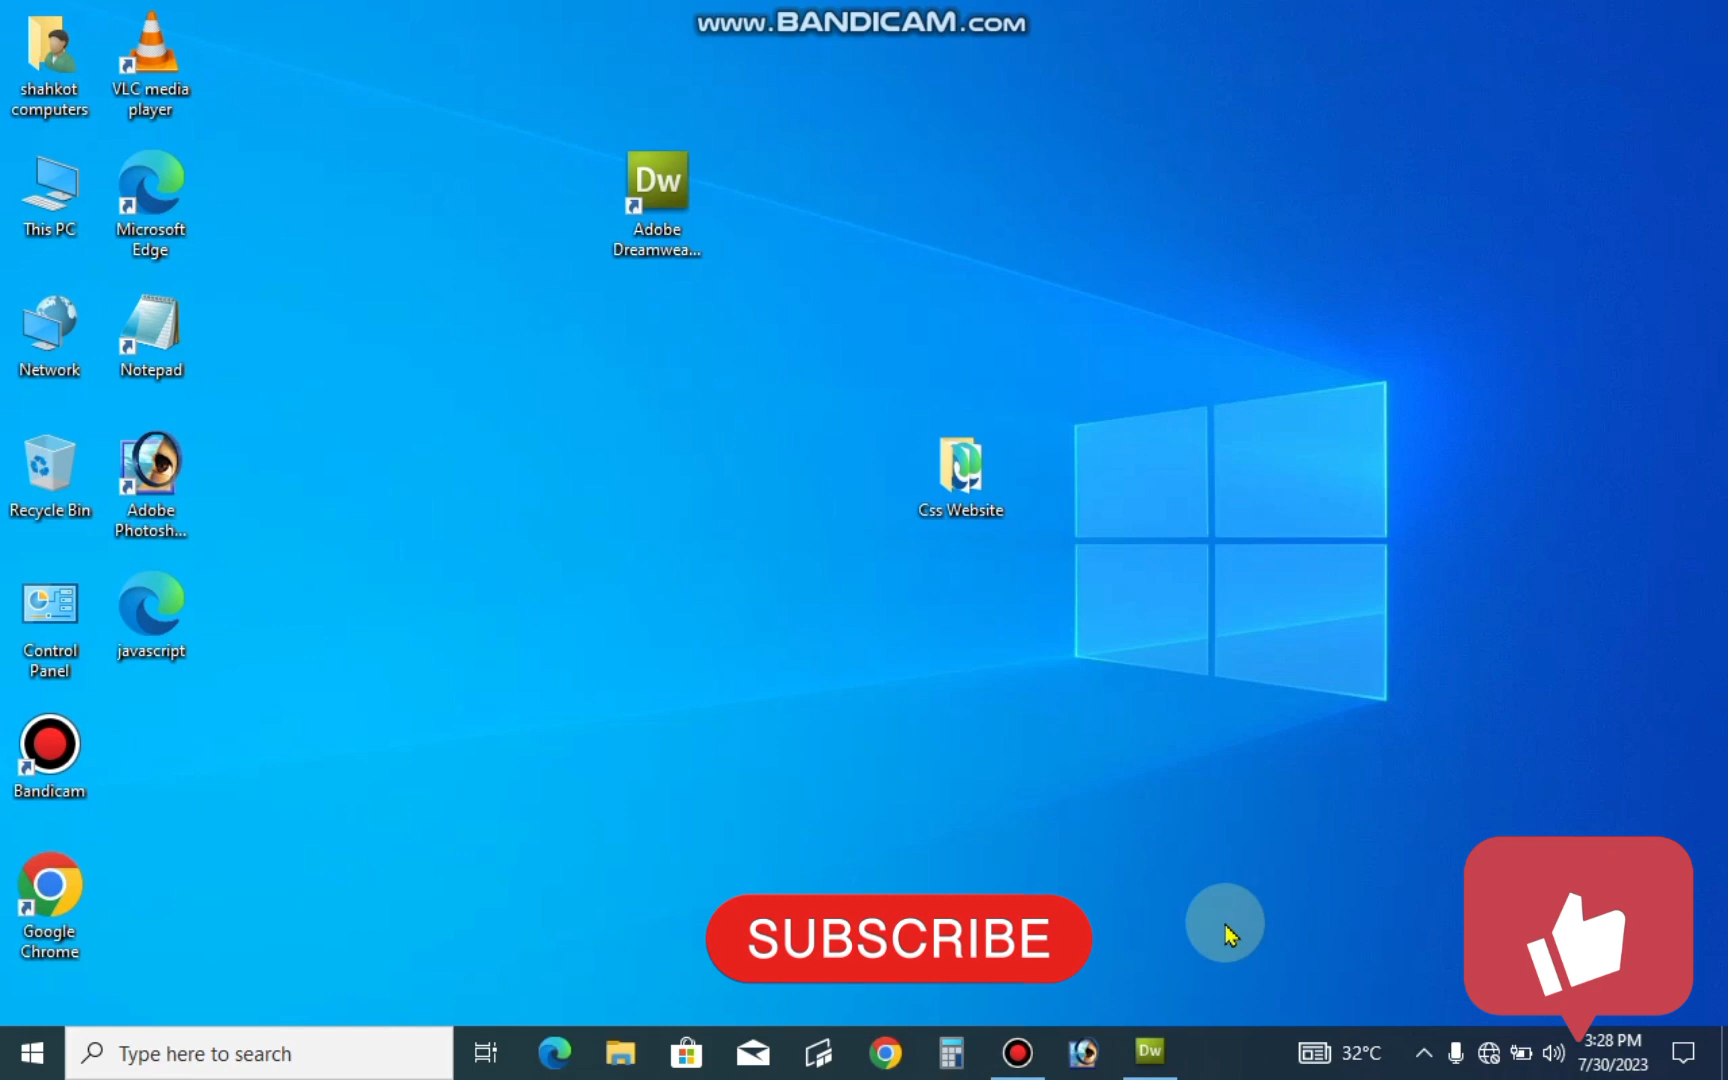 www.BANDICAM.com
shahkot
computers
VLC media
player
This PC
Microsoft
Edge
Dw
Adobe
Dreamwea...
Network
Notepad
Recycle Bin
Adobe
Photosh...
Css Website
Control
Panel
javascript
Bandicam
Google
Chrome
SUBSCRIBE
Type here to search
Dw
32°C
3:28 PM
7/30/2023